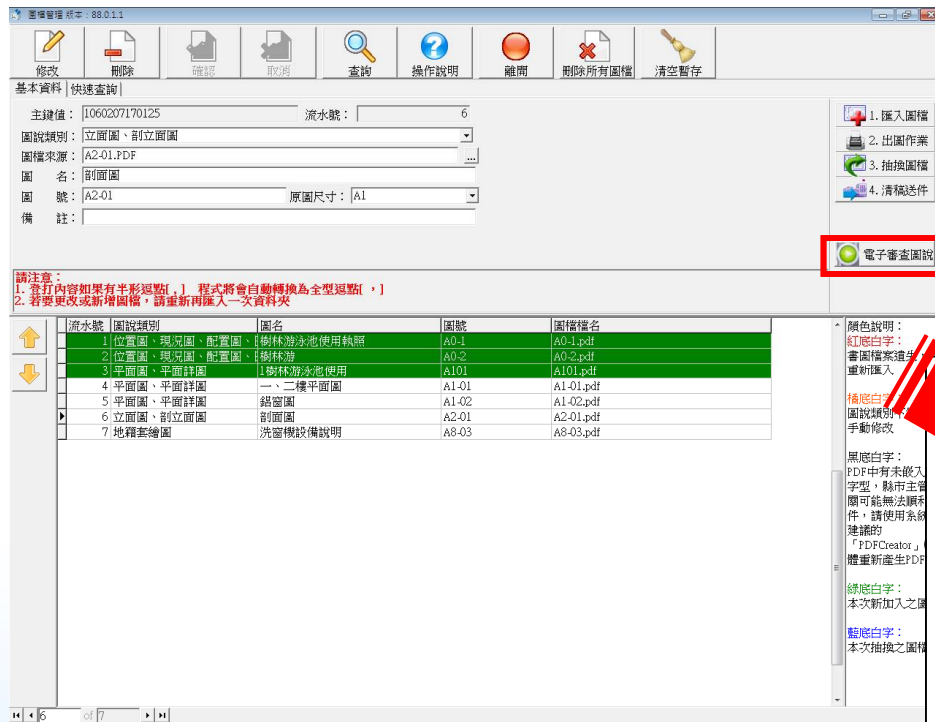 圖檔管理 版本：88.0.1.1
修改 刪除 確認 取消 查詢 操作說明 離開 刪除所有圖檔 清空暫存
基本資料 快速查詢
主鍵值： 1060207170125 流水號： 6
圖說類別： 立面圖、剖立面圖
圖檔來源： A2-01.PDF ...
圖 名： 剖面圖
圖 號： A2-01 原圖尺寸： A1
備 註：
1. 匯入圖檔
2. 出圖作業
3. 抽換圖檔
4. 清稿送件
電子審查圖說
請注意：
1. 登打內容如果有半形逗點[ , ] 程式將會自動轉換為全型逗點[ ，]
2. 若要更改或新增圖檔，請重新再匯入一次資料夾
流水號 圖說類別 圖名 圖號 圖檔檔名
1 位置圖、現況圖、配置圖、 樹林游泳池使用執照 A0-1 A0-1.pdf
2 位置圖、現況圖、配置圖、 樹林游 A0-2 A0-2.pdf
3 平面圖、平面詳圖 1樹林游泳池使用 A101 A101.pdf
4 平面圖、平面詳圖 一、二樓平面圖 A1-01 A1-01.pdf
5 平面圖、平面詳圖 鋁窗圖 A1-02 A1-02.pdf
6 立面圖、剖立面圖 剖面圖 A2-01 A2-01.pdf
7 地籍套繪圖 洗窗機設備說明 A8-03 A8-03.pdf
顏色說明：
紅底白字：
書圖檔案遺失
重新匯入
橘底白字
圖說類別
手動修改
黑底白字：
PDF中有未嵌入
字型，縣市主管
關可能無法順利
件，請使用系統
建議的
「PDFCreator」
體重新產生PDF
綠底白字：
本次新加入之圖
藍底白字：
本次抽換之圖檔
6 of 7